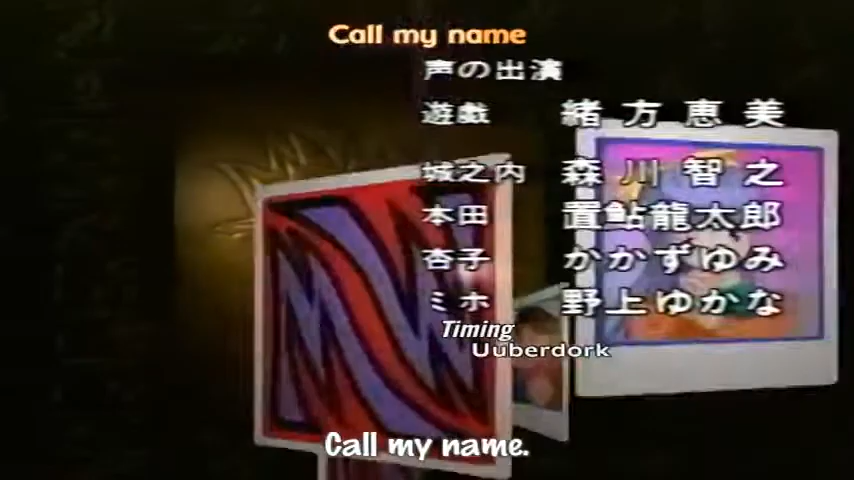 Call my name
声の出演
遊戯 緒方恵美
城之内 森川智之
本田 置鮎龍太郎
杏子 かかずゆみ
ミホ 野上ゆかな
Timing
Uuberdork
Call my name.